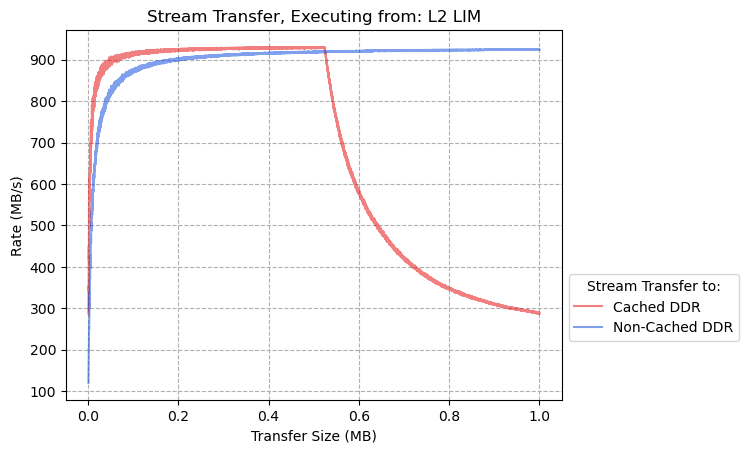 Stream Transfer, Executing from: L2 LIM
Rate (MB/s)
900
800
700
600
500
400
300
200
100
0.0 0.2 0.4 0.6 0.8 1.0
Transfer Size (MB)
Stream Transfer to:
Cached DDR
Non-Cached DDR